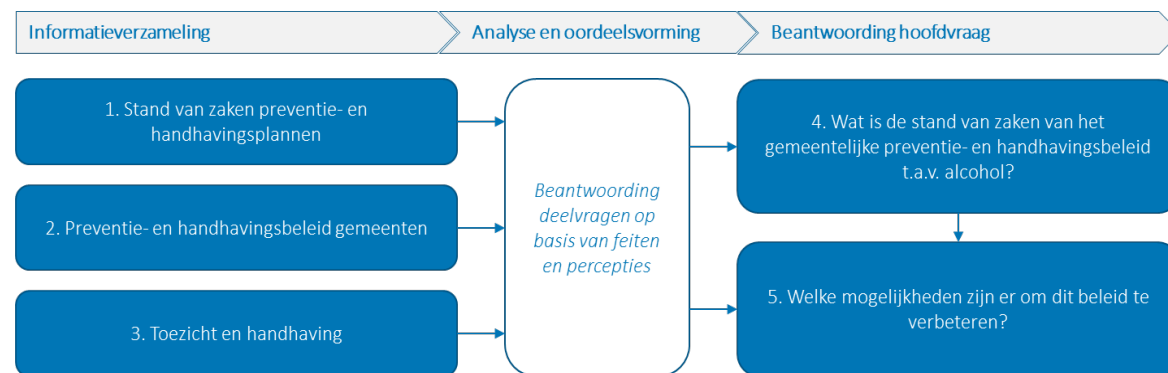 Informatieverzameling
Analyse en oordeelsvorming
Beantwoording hoofdvraag
1. Stand van zaken preventie- en
handhavingsplannen
2. Preventie- en handhavingsbeleid gemeenten
3. Toezicht en handhaving
Beantwoording
deelvragen op
basis van feiten
en percepties
4. Wat is de stand van zaken van het
gemeentelijke preventie- en handhavingsbeleid
t.a.v. alcohol?
5. Welke mogelijkheden zijn er om dit beleid te
verbeteren?